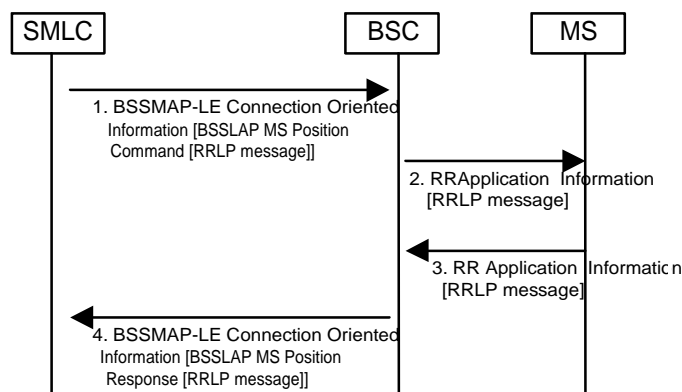 SMLC
BSC
MS
1. BSSMAP-LE Connection Oriented
Information [BSSLAP MS Position
Command [RRLP message]]
2. RRApplication Information
[RRLP message]
3. RR Application Information
[RRLP message]
4. BSSMAP-LE Connection Oriented
Information [BSSLAP MS Position
Response [RRLP message]]